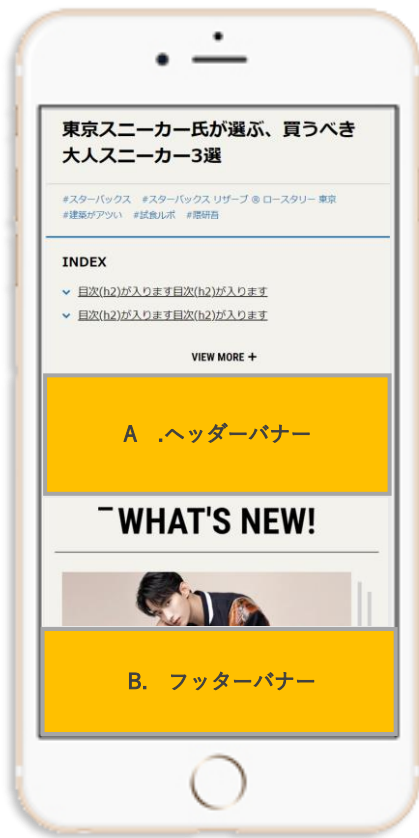 東京スニーカー氏が選ぶ、買うべき
大人スニーカー3選
#スターバックス #スターバックス リザーブ ® ロースタリー 東京
#建築がアツい #試食ルポ #隈研吾
INDEX
目次(h2)が入ります目次(h2)が入ります
目次(h2)が入ります目次(h2)が入ります
VIEW MORE +
A .ヘッダーバナー
WHAT'S NEW!
B. フッターバナー